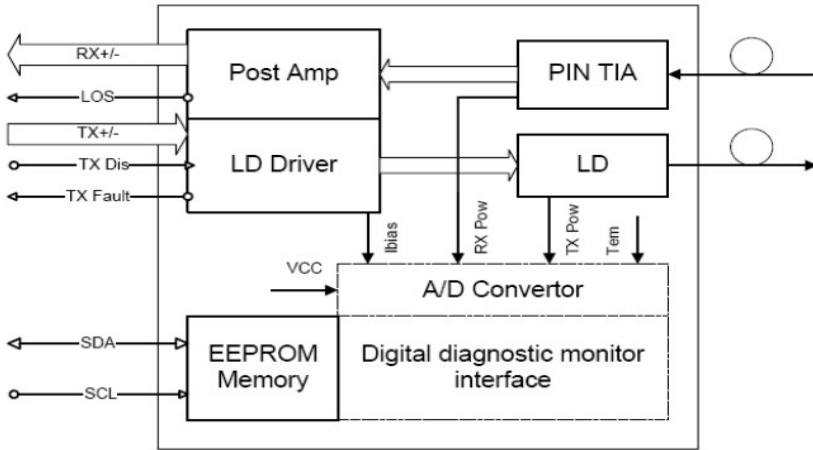 RX+/-
Post Amp
PIN TIA
LOS
TX+/-
TX Dis
LD Driver
LD
TX Fault
Ibias
RX Pow
TX Pow
Tem
VCC
A/D Convertor
SDA
EEPROM
Memory
Digital diagnostic monitor
interface
SCL